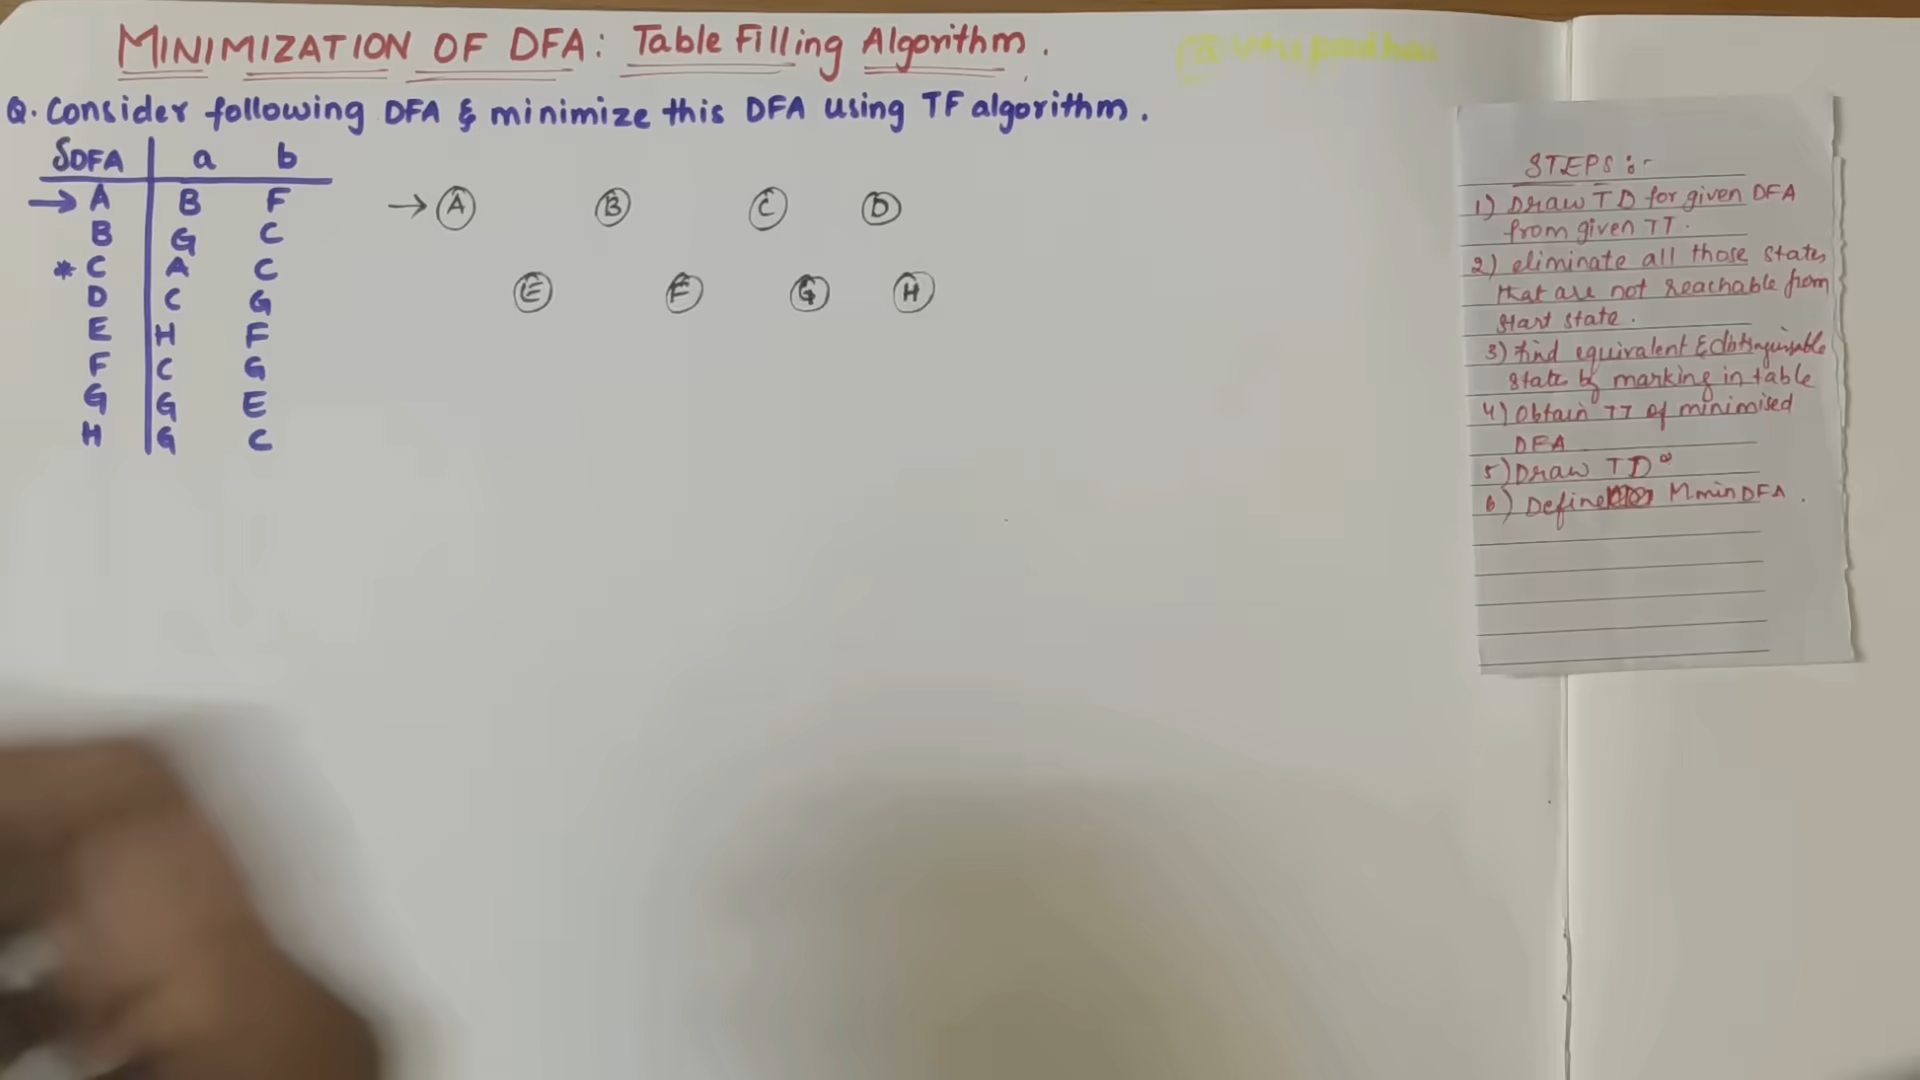 MINIMIZATION OF DFA: Table Filling Algorithm.
@vtupadhai
Q. Consider following DFA & minimize this DFA using TF algorithm.
δDFA a b
→ A B F
B G C
* C A C
D C G
E H F
F C G
G G E
H G C
→ A B C D
E F G H
STEPS :-
1) Draw TD for given DFA
from given TT.
2) eliminate all those states
that are not reachable from
start state.
3) find equivalent & distinguisable
state by marking in table
4) Obtain TT of minimised
DFA
5) Draw TD
6) Define MminDFA.